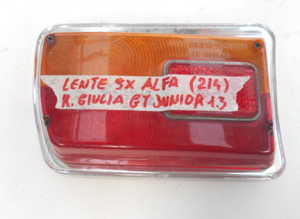 LENTE SX ALFA (214)
R. GIULIA GT JUNIOR 1.3